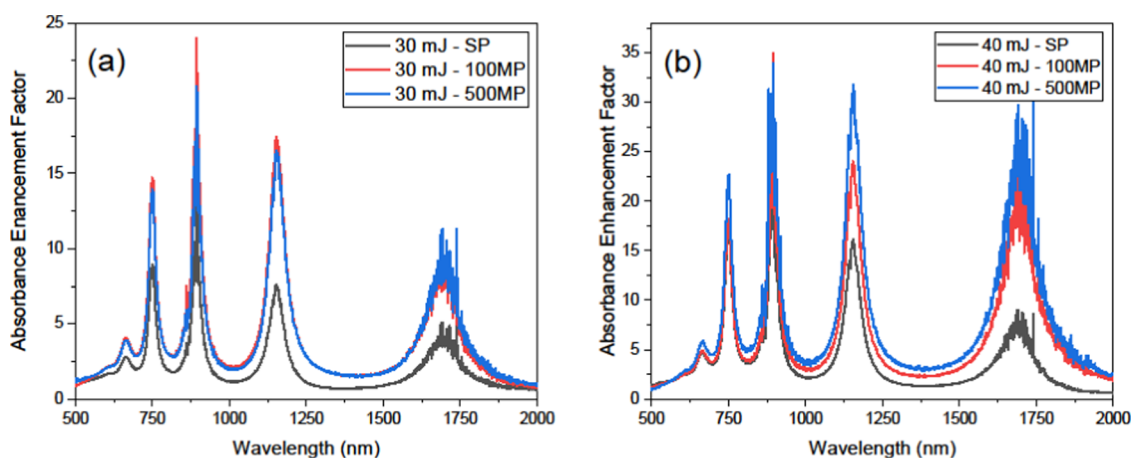 (a)
30 mJ - SP
30 mJ - 100MP
30 mJ - 500MP
Absorbance Enancement Factor
25
20
15
10
5
0
500 750 1000 1250 1500 1750 2000
Wavelength (nm)
(b)
40 mJ - SP
40 mJ - 100MP
40 mJ - 500MP
Absorbance Enhancement Factor
35
30
25
20
15
10
5
0
500 750 1000 1250 1500 1750 2000
Wavelength (nm)